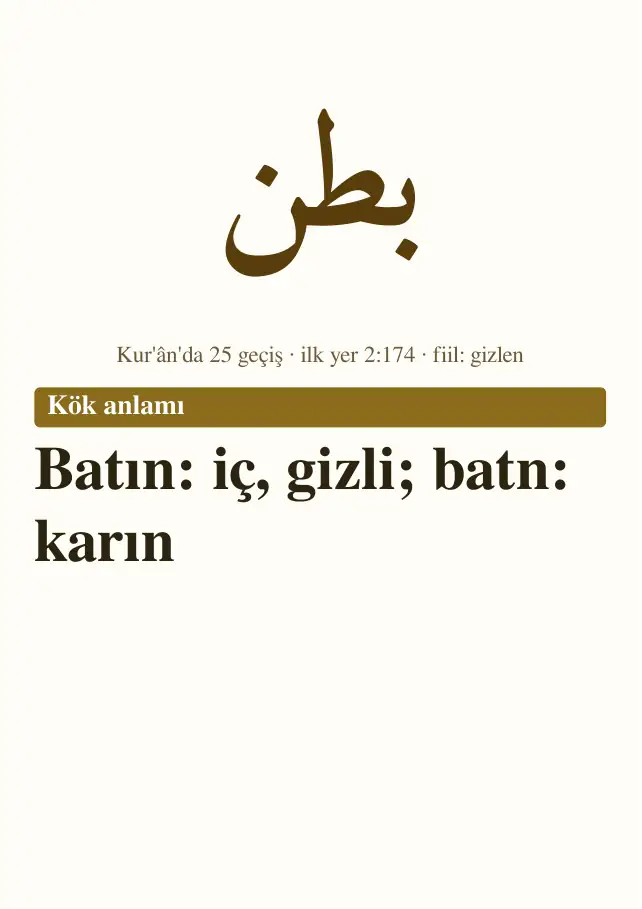 بطن
Kur'ân'da 25 geçiş · ilk yer 2:174 · fiil: gizlen
Kök anlamı
Batın: iç, gizli; batn:
karın